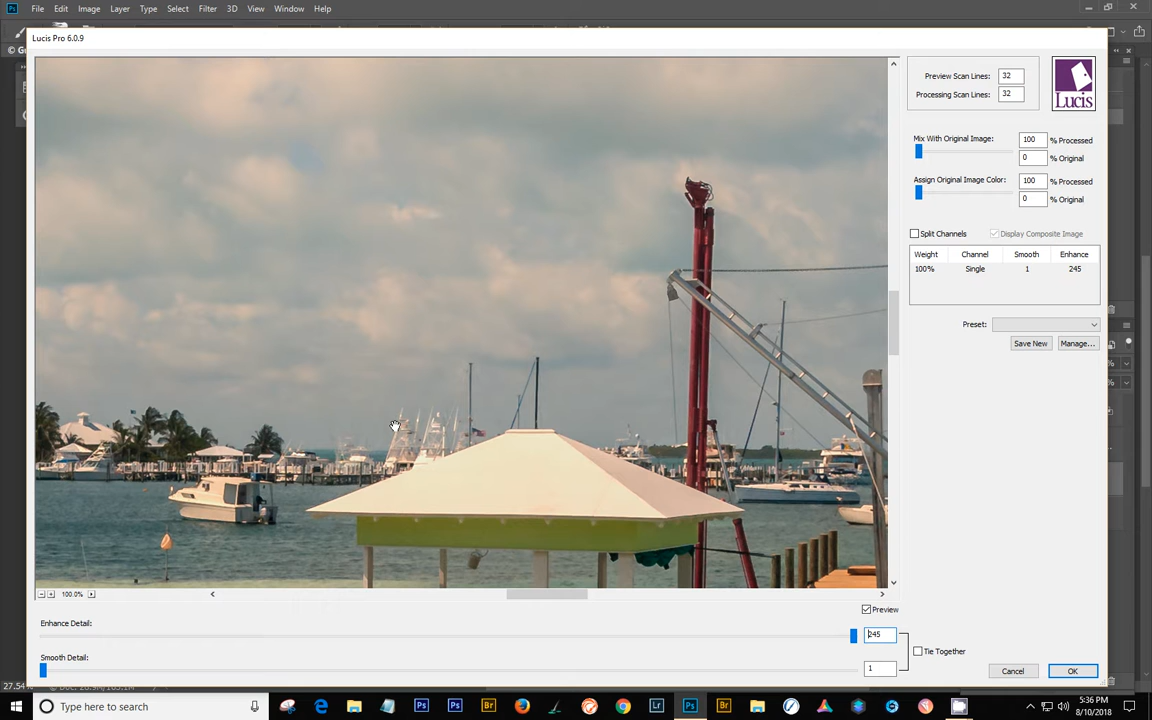 File Edit Image Layer Type Select Filter 3D View Window Help
Lucis Pro 6.0.9
Preview Scan Lines: 32
Processing Scan Lines: 32
Lucis
Mix With Original Image: 100 % Processed
0 % Original
Assign Original Image Color: 100 % Processed
0 % Original
Split Channels Display Composite Image
Weight Channel Smooth Enhance
100% Single 1 245
Preset:
Save New Manage...
100.0%
Preview
Enhance Detail: 245
Tie Together
Smooth Detail: 1
Cancel OK
Type here to search
5:36 PM
8/10/2018